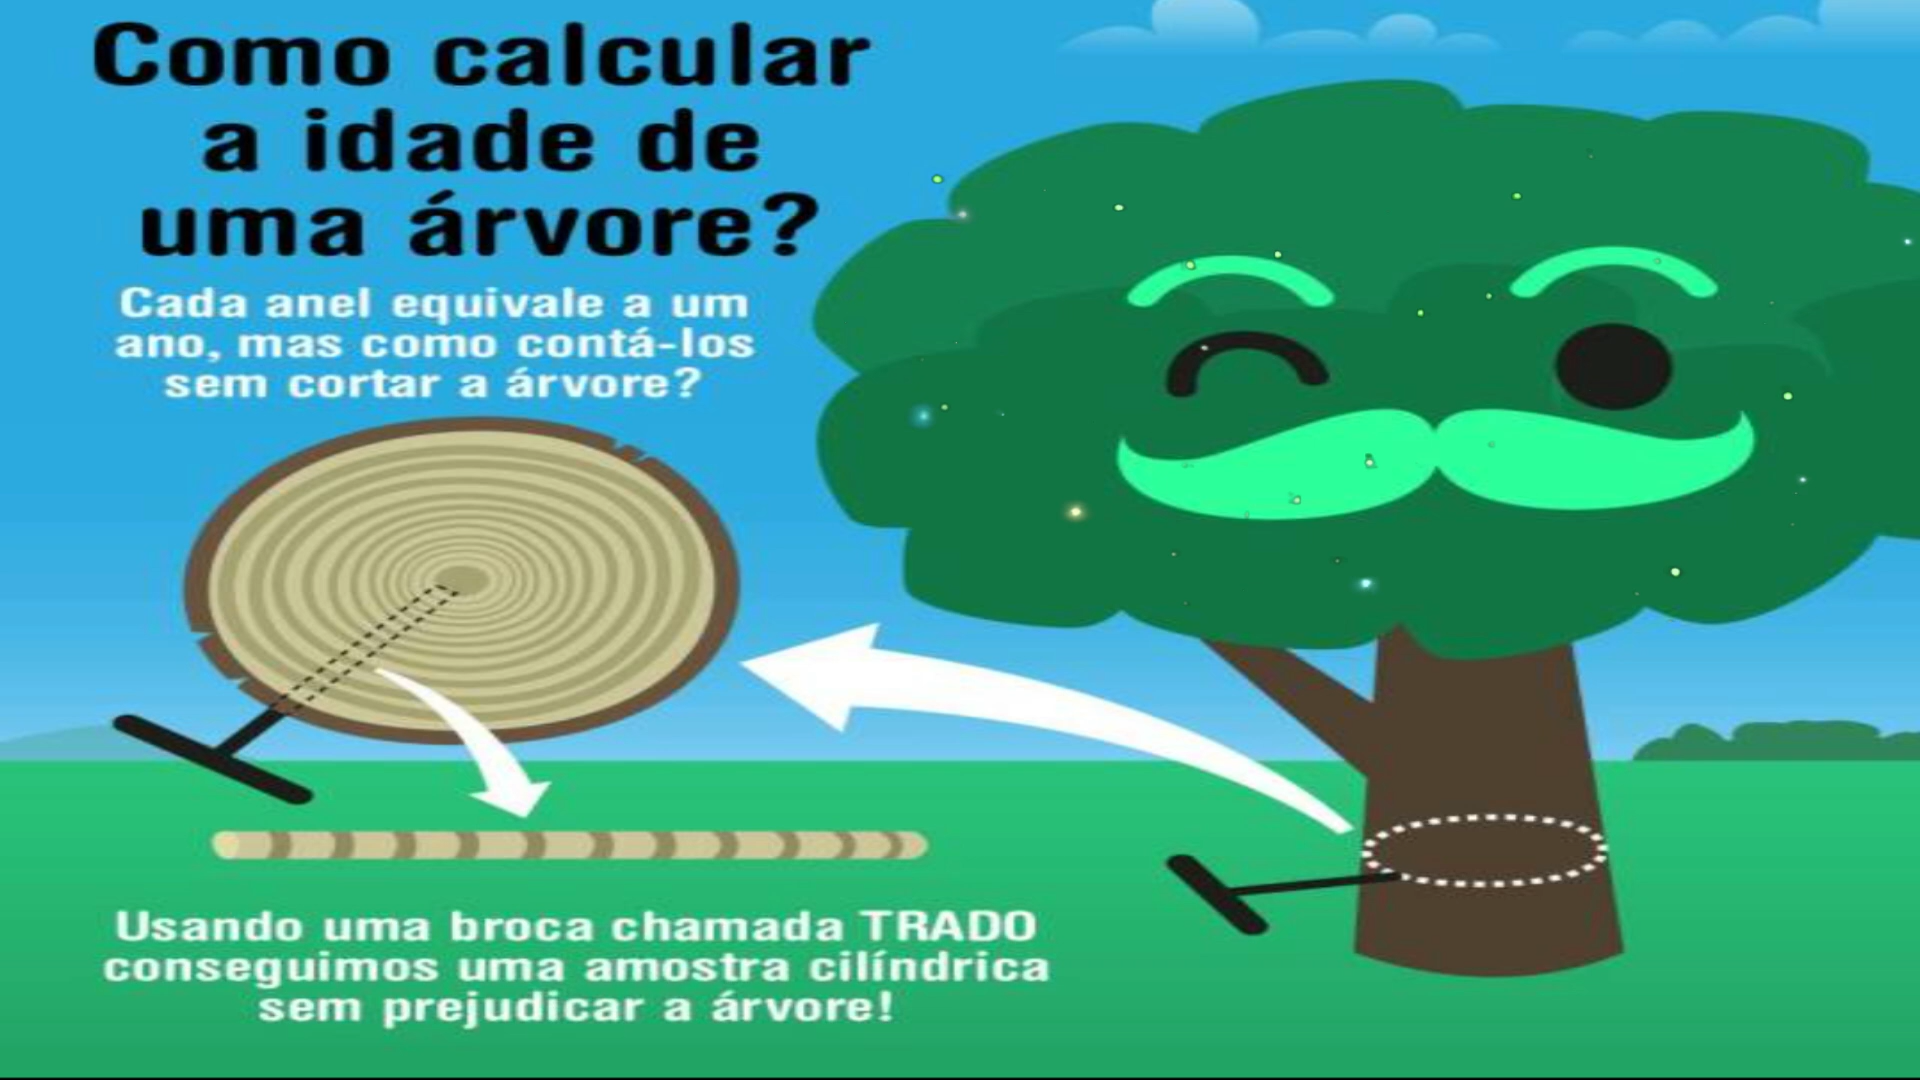 Como calcular
a idade de
uma árvore?
Cada anel equivale a um
ano, mas como contá-los
sem cortar a árvore?
Usando uma broca chamada TRADO
conseguimos uma amostra cilíndrica
sem prejudicar a árvore!